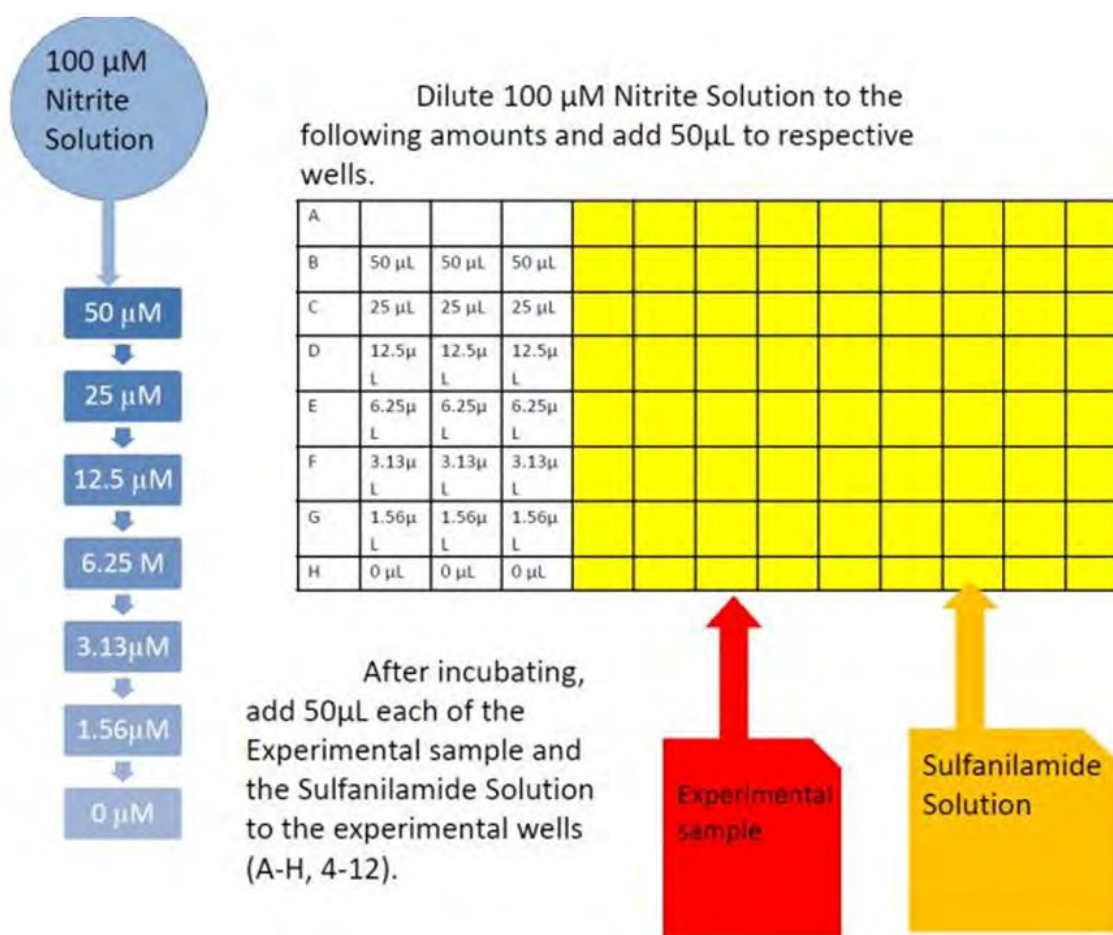 100 μM
Nitrite
Solution
50 μM
25 μM
12.5 μM
6.25 M
3.13μM
1.56μM
0 μM
Dilute 100 μM Nitrite Solution to the
following amounts and add 50μL to respective
wells.
A
B 50 μL 50 μL 50 μL
C 25 μL 25 μL 25 μL
D 12.5μ 12.5μ 12.5μ
L L L
E 6.25μ 6.25μ 6.25μ
L L L
F 3.13μ 3.13μ 3.13μ
L L L
G 1.56μ 1.56μ 1.56μ
L L L
H 0 μL 0 μL 0 μL
After incubating,
add 50μL each of the
Experimental sample and
the Sulfanilamide Solution
to the experimental wells
(A-H, 4-12).
Experimental
sample
Sulfanilamide
Solution